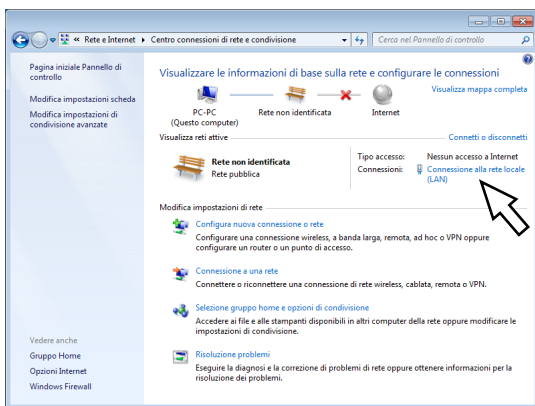 « Rete e Internet ▸ Centro connessioni di rete e condivisione
Cerca nel Pannello di controllo
Pagina iniziale Pannello di
controllo
Modifica impostazioni scheda
Modifica impostazioni di
condivisione avanzate
Visualizzare le informazioni di base sulla rete e configurare le connessioni
Visualizza mappa completa
PC-PC
(Questo computer)
Rete non identificata
Internet
Visualizza reti attive
Connetti o disconnetti
Rete non identificata
Rete pubblica
Tipo accesso: Nessun accesso a Internet
Connessioni: Connessione alla rete locale
(LAN)
Modifica impostazioni di rete
Configura nuova connessione o rete
Configurare una connessione wireless, a banda larga, remota, ad hoc o VPN oppure
configurare un router o un punto di accesso.
Connessione a una rete
Connettere o riconnettere una connessione di rete wireless, cablata, remota o VPN.
Selezione gruppo home e opzioni di condivisione
Accedere ai file e alle stampanti disponibili in altri computer della rete oppure modificare le
impostazioni di condivisione.
Risoluzione problemi
Eseguire la diagnosi e la correzione di problemi di rete oppure ottenere informazioni per la
risoluzione dei problemi.
Vedere anche
Gruppo Home
Opzioni Internet
Windows Firewall